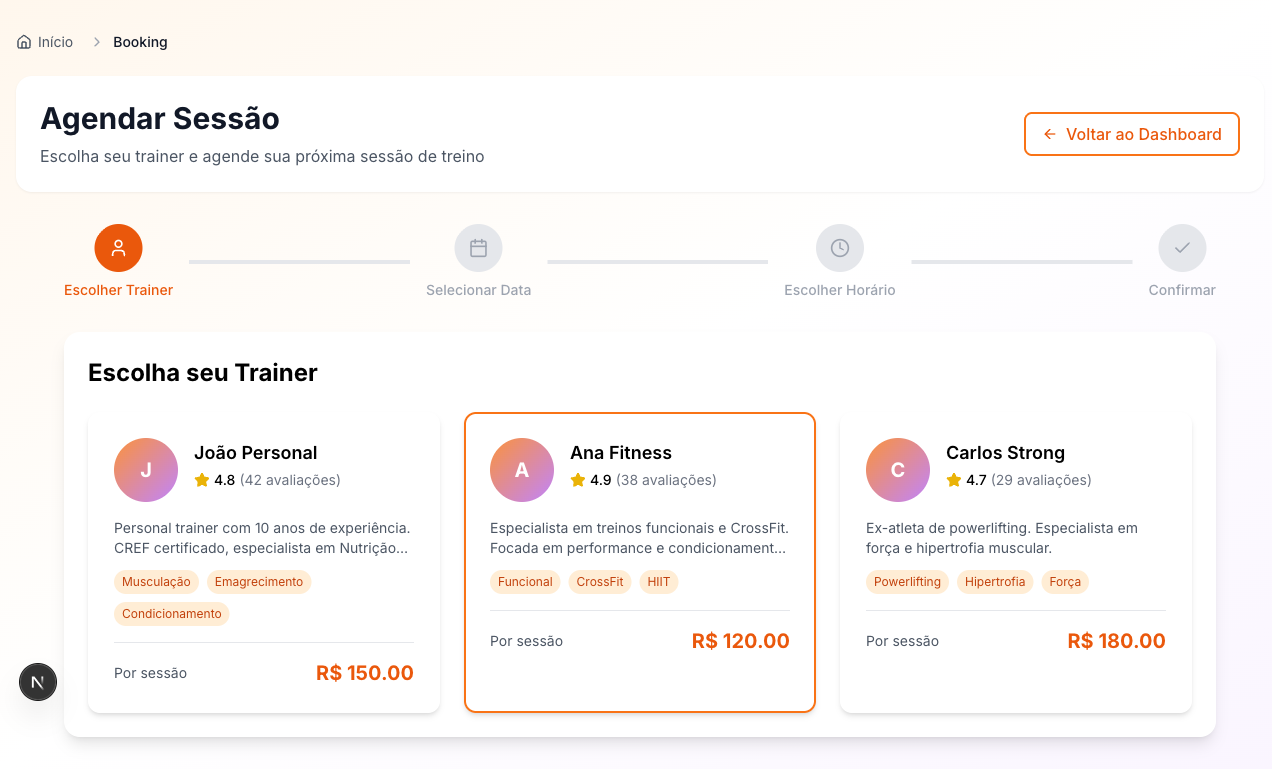 Início
Booking
Agendar Sessão
Escolha seu trainer e agende sua próxima sessão de treino
Voltar ao Dashboard
Escolher Trainer
Selecionar Data
Escolher Horário
Confirmar
Escolha seu Trainer
J
João Personal
4.8 (42 avaliações)
Personal trainer com 10 anos de experiência.
CREF certificado, especialista em Nutrição...
Musculação
Emagrecimento
Condicionamento
Por sessão
R$ 150.00
A
Ana Fitness
4.9 (38 avaliações)
Especialista em treinos funcionais e CrossFit.
Focada em performance e condicionament...
Funcional
CrossFit
HIIT
Por sessão
R$ 120.00
C
Carlos Strong
4.7 (29 avaliações)
Ex-atleta de powerlifting. Especialista em
força e hipertrofia muscular.
Powerlifting
Hipertrofia
Força
Por sessão
R$ 180.00
N